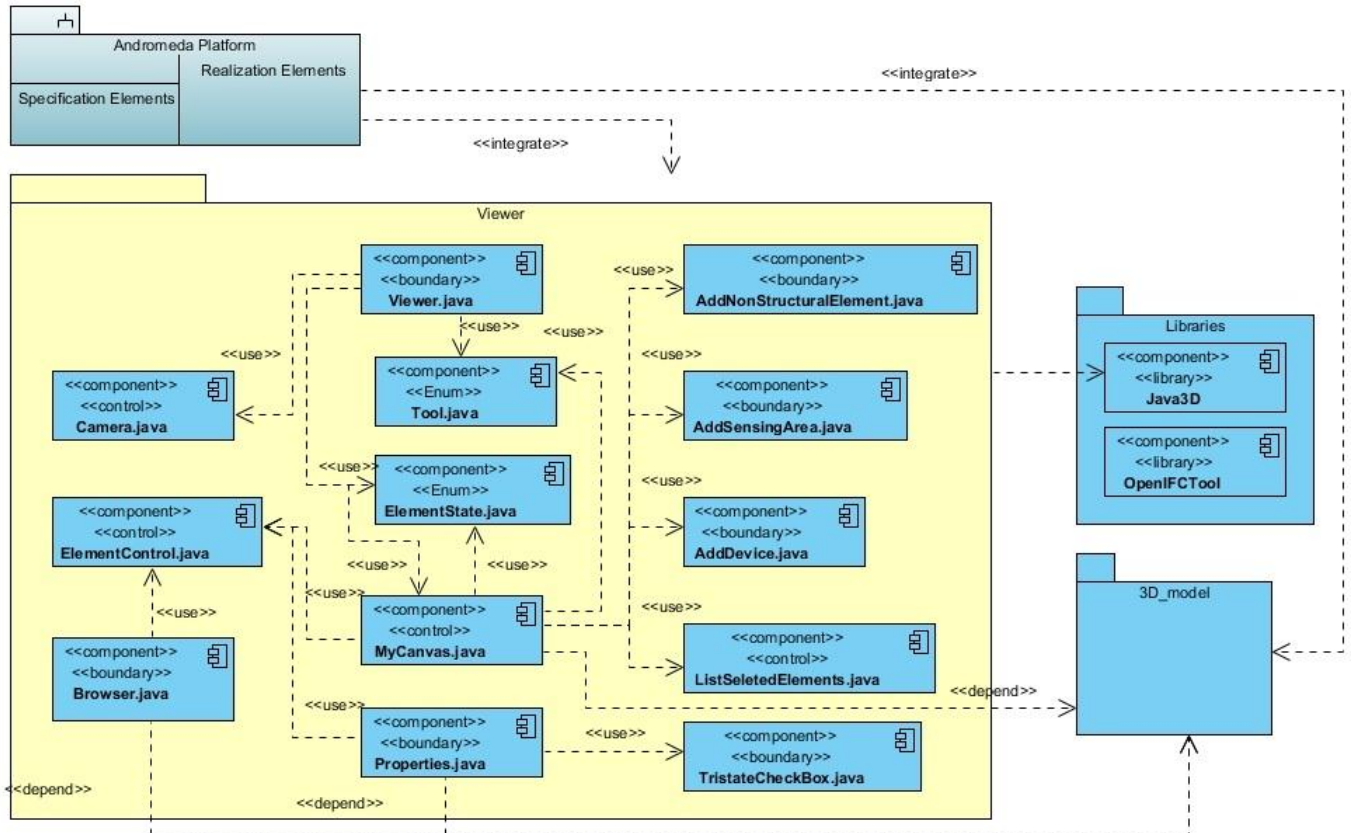 Andromeda Platform
Realization Elements
Specification Elements
<<integrate>>
<<integrate>>
Viewer
<<component>>
<<boundary>>
Viewer.java
<<use>>
<<use>>
<<use>>
<<component>>
<<Enum>>
Tool.java
<<component>>
<<control>>
Camera.java
<<use>>
<<component>>
<<Enum>>
ElementState.java
<<component>>
<<control>>
ElementControl.java
<<use>>
<<use>>
<<use>>
<<use>>
<<component>>
<<boundary>>
Browser.java
<<component>>
<<control>>
MyCanvas.java
<<use>>
<<component>>
<<boundary>>
Properties.java
<<use>>
<<component>>
<<boundary>>
AddNonStructuralElement.java
<<use>>
<<use>>
<<component>>
<<boundary>>
AddSensingArea.java
<<use>>
<<component>>
<<boundary>>
AddDevice.java
<<use>>
<<component>>
<<control>>
ListSeletedElements.java
<<depend>>
<<use>>
<<component>>
<<boundary>>
TristateCheckBox.java
<<depend>>
<<depend>>
Libraries
<<component>>
<<library>>
Java3D
<<component>>
<<library>>
OpenIFCTool
3D_model